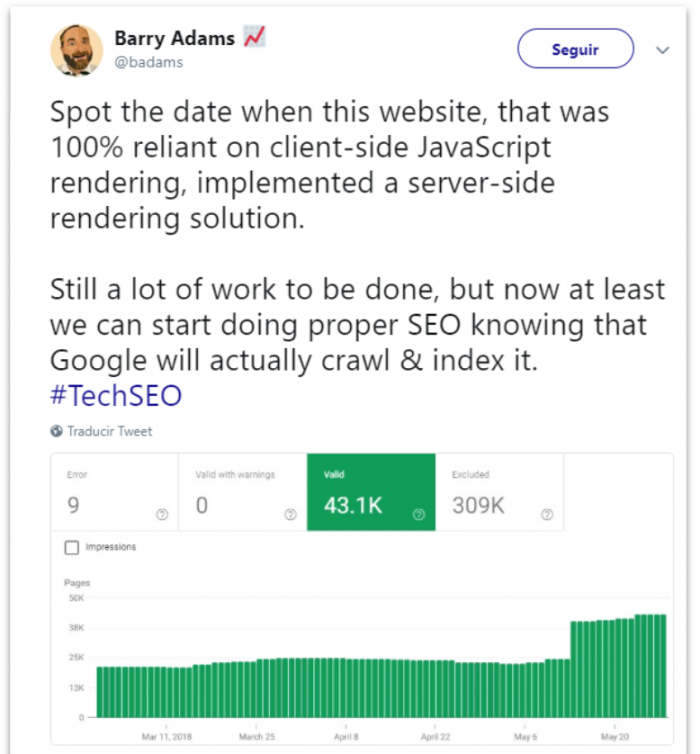 Barry Adams
@badams
Seguir
Spot the date when this website, that was
100% reliant on client-side JavaScript
rendering, implemented a server-side
rendering solution.
Still a lot of work to be done, but now at least
we can start doing proper SEO knowing that
Google will actually crawl & index it.
#TechSEO
Traducir Tweet
Error
9
Valid with warnings
0
Valid
43.1K
Excluded
309K
Impressions
Pages
50K
38K
25K
13K
0
Mar 11, 2018
March 25
April 8
April 22
May 6
May 20